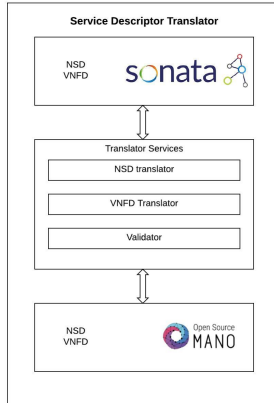 Service Descriptor Translator
NSD
VNFD
sonata
Translator Services
NSD translator
VNFD Translator
Validator
NSD
VNFD
Open Source
MANO